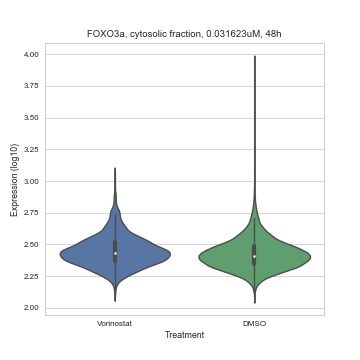 FOXO3a, cytosolic fraction, 0.031623uM, 48h
4.00
3.75
3.50
3.25
3.00
2.75
2.50
2.25
2.00
Expression (log10)
Vorinostat DMSO
Treatment